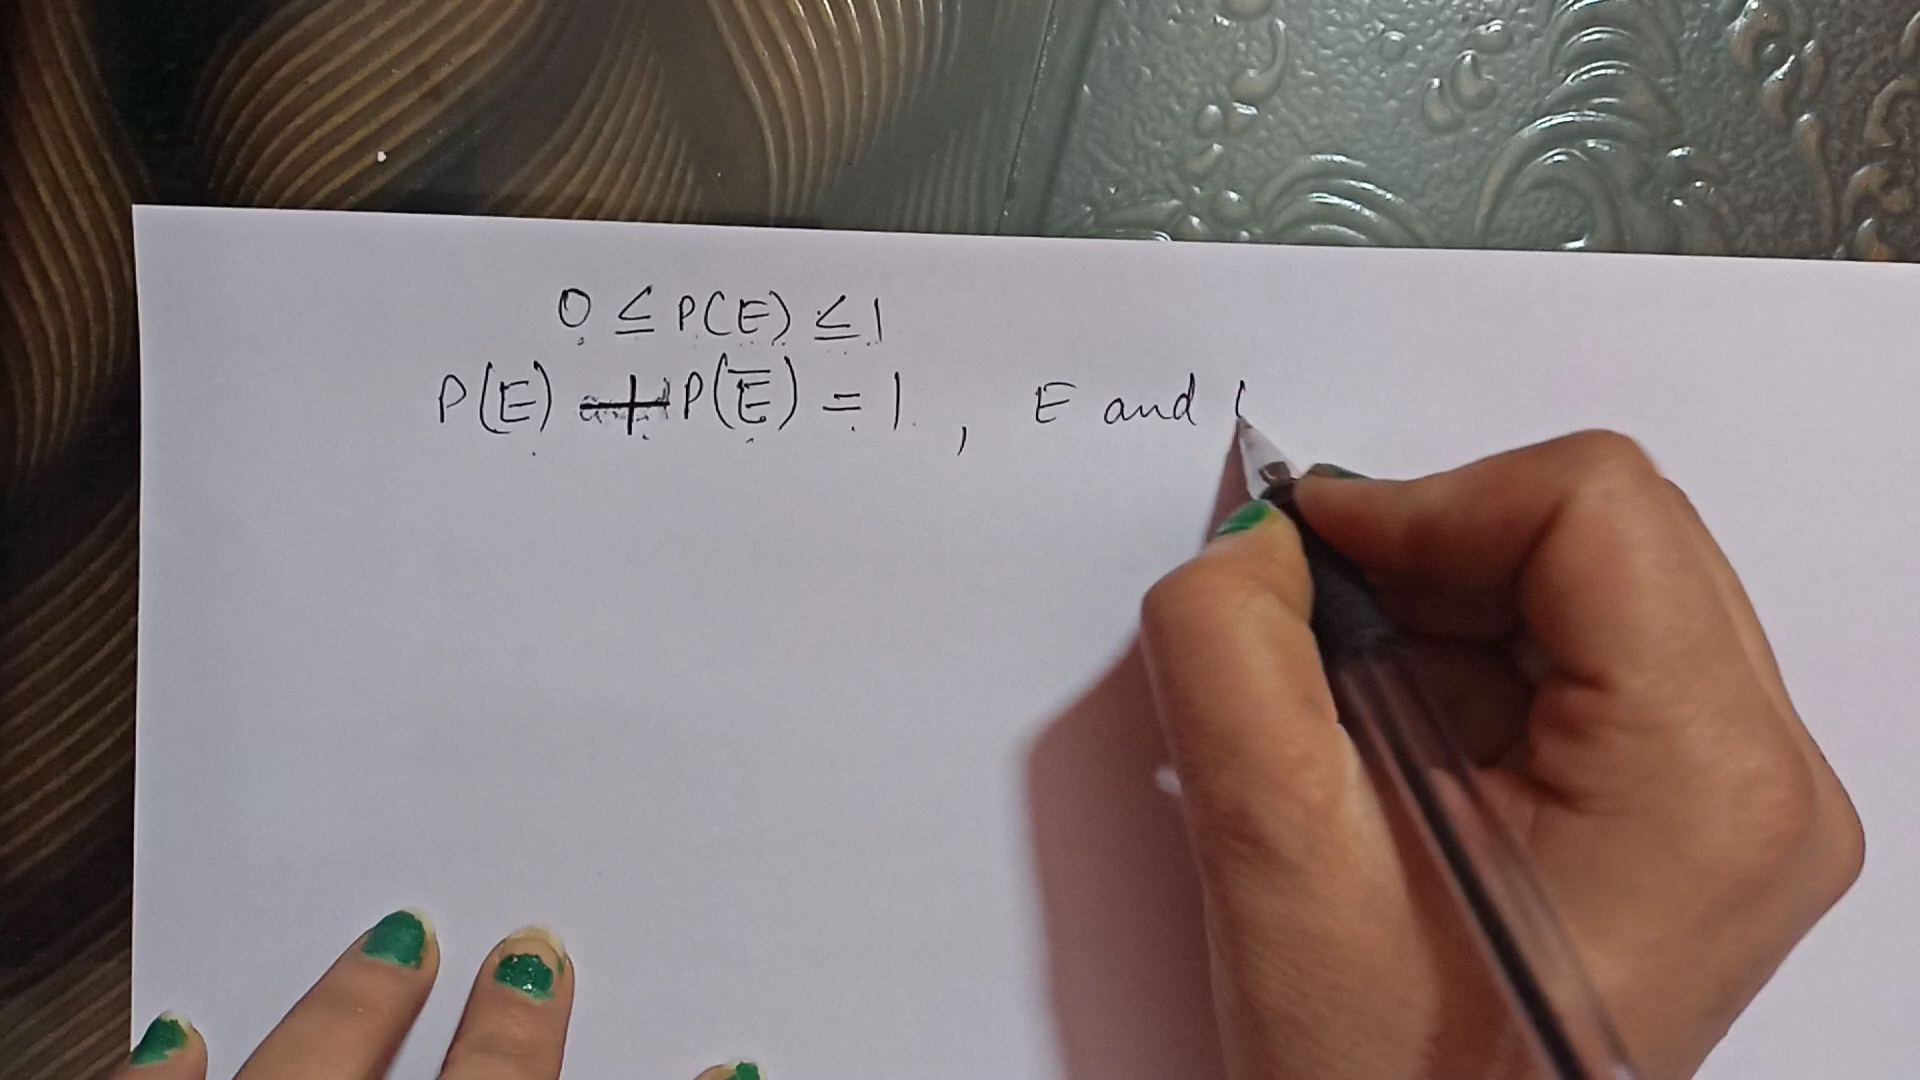 0 ≤ P(E) ≤ 1
P(E) + P(E̅) = 1 , E and